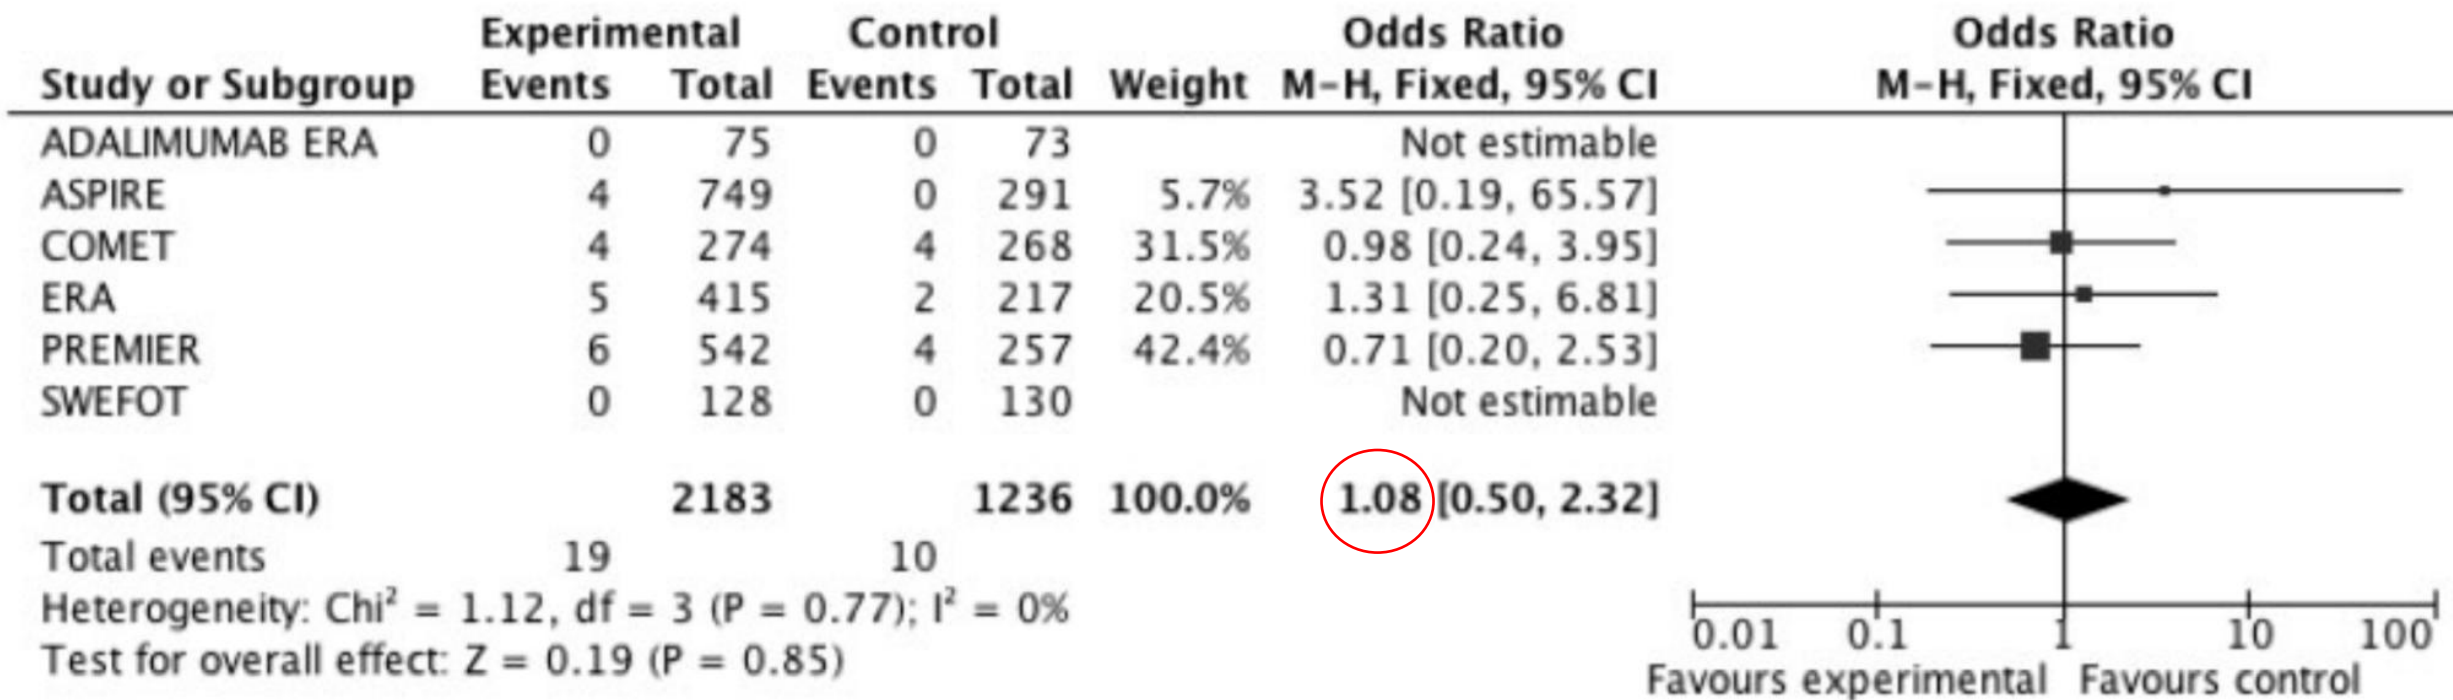 Experimental Control Odds Ratio Odds Ratio
Study or Subgroup Events Total Events Total Weight M-H, Fixed, 95% CI M-H, Fixed, 95% CI
ADALIMUMAB ERA 0 75 0 73 Not estimable
ASPIRE 4 749 0 291 5.7% 3.52 [0.19, 65.57]
COMET 4 274 4 268 31.5% 0.98 [0.24, 3.95]
ERA 5 415 2 217 20.5% 1.31 [0.25, 6.81]
PREMIER 6 542 4 257 42.4% 0.71 [0.20, 2.53]
SWEFOT 0 128 0 130 Not estimable
Total (95% CI) 2183 1236 100.0% 1.08 [0.50, 2.32]
Total events 19 10
Heterogeneity: Chi² = 1.12, df = 3 (P = 0.77); I² = 0%
Test for overall effect: Z = 0.19 (P = 0.85)
0.01 0.1 1 10 100
Favours experimental Favours control